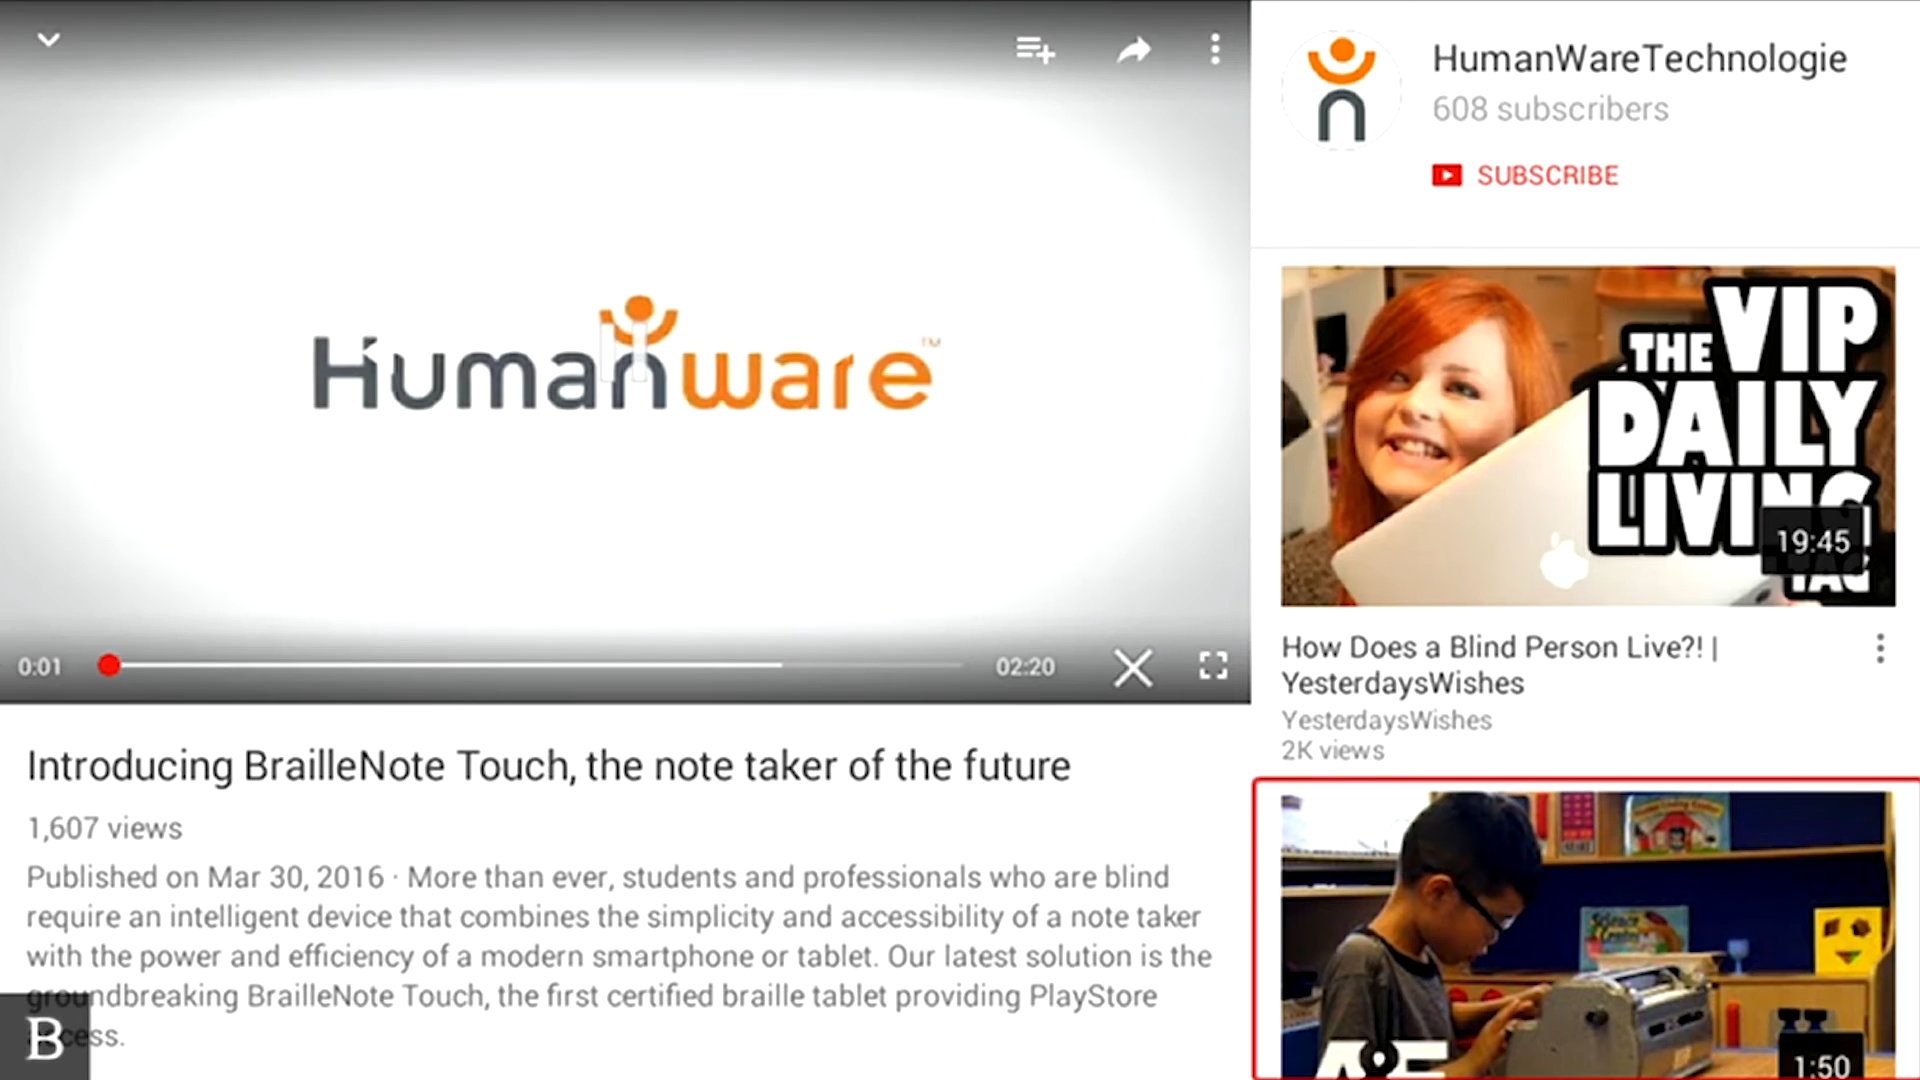 Humanware™
0:01
02:20
Introducing BrailleNote Touch, the note taker of the future
1,607 views
Published on Mar 30, 2016 · More than ever, students and professionals who are blind
require an intelligent device that combines the simplicity and accessibility of a note taker
with the power and efficiency of a modern smartphone or tablet. Our latest solution is the
groundbreaking BrailleNote Touch, the first certified braille tablet providing PlayStore
access.
B
HumanWareTechnologie
608 subscribers
SUBSCRIBE
THE VIP
DAILY
LIVING
TAG
19:45
How Does a Blind Person Live?! |
YesterdaysWishes
YesterdaysWishes
2K views
A&E
1:50